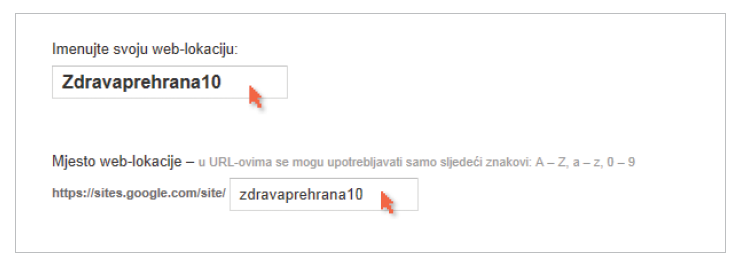 Imenujte svoju web-lokaciju:
Zdravaprehrana10
Mjesto web-lokacije – u URL-ovima se mogu upotrebljavati samo sljedeći znakovi: A – Z, a – z, 0 – 9
https://sites.google.com/site/ zdravaprehrana10